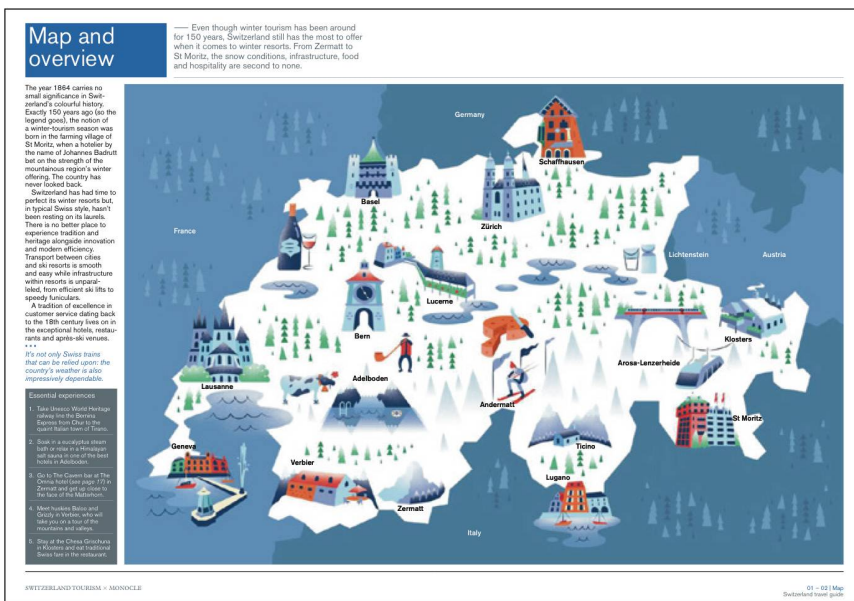 Map and
overview
—— Even though winter tourism has been around
for 150 years, Switzerland still has the most to offer
when it comes to winter resorts. From Zermatt to
St Moritz, the snow conditions, infrastructure, food
and hospitality are second to none.
The year 1864 carries no
small significance in Swit-
zerland's colourful history.
Exactly 150 years ago (so the
legend goes), the notion of
a winter-tourism season was
born in the farming village of
St Moritz, when a hotelier by
the name of Johannes Badrutt
bet on the strength of the
mountainous region's winter
offering. The country has
never looked back.
Switzerland has had time to
perfect its winter resorts but,
in typical Swiss style, hasn't
been resting on its laurels.
There is no better place to
experience tradition and
heritage alongside innovation
and modern efficiency.
Transport between cities
and ski resorts is smooth
and easy while infrastructure
within resorts is unparal-
leled, from efficient ski lifts to
speedy funiculars.
A tradition of excellence in
customer service dating back
to the 18th century lives on in
the exceptional hotels, restau-
rants and après-ski venues.
•••
It's not only Swiss trains
that can be relied upon: the
country's weather is also
impressively dependable.
Essential experiences
1. Take Unesco World Heritage
railway line the Bernina
Express from Chur to the
quaint Italian town of Tirano.
2. Soak in a eucalyptus steam
bath or relax in a Himalayan
salt sauna in one of the best
hotels in Adelboden.
3. Go to The Cavern bar at The
Omnia hotel (see page 17) in
Zermatt and get up close to
the face of the Matterhorn.
4. Meet huskies Baloo and
Grizzly in Verbier, who will
take you on a tour of the
mountains and valleys.
5. Stay at the Chesa Grischuna
in Klosters and eat traditional
Swiss fare in the restaurant.
Germany
Schaffhausen
Basel
Zürich
France
Lichtenstein
Austria
Lucerne
Bern
Klosters
Arosa-Lenzerheide
Adelboden
Lausanne
Andermatt
St Moritz
Geneva
Ticino
Verbier
Lugano
Zermatt
Italy
SWITZERLAND TOURISM × MONOCLE
01 – 02 | Map
Switzerland travel guide